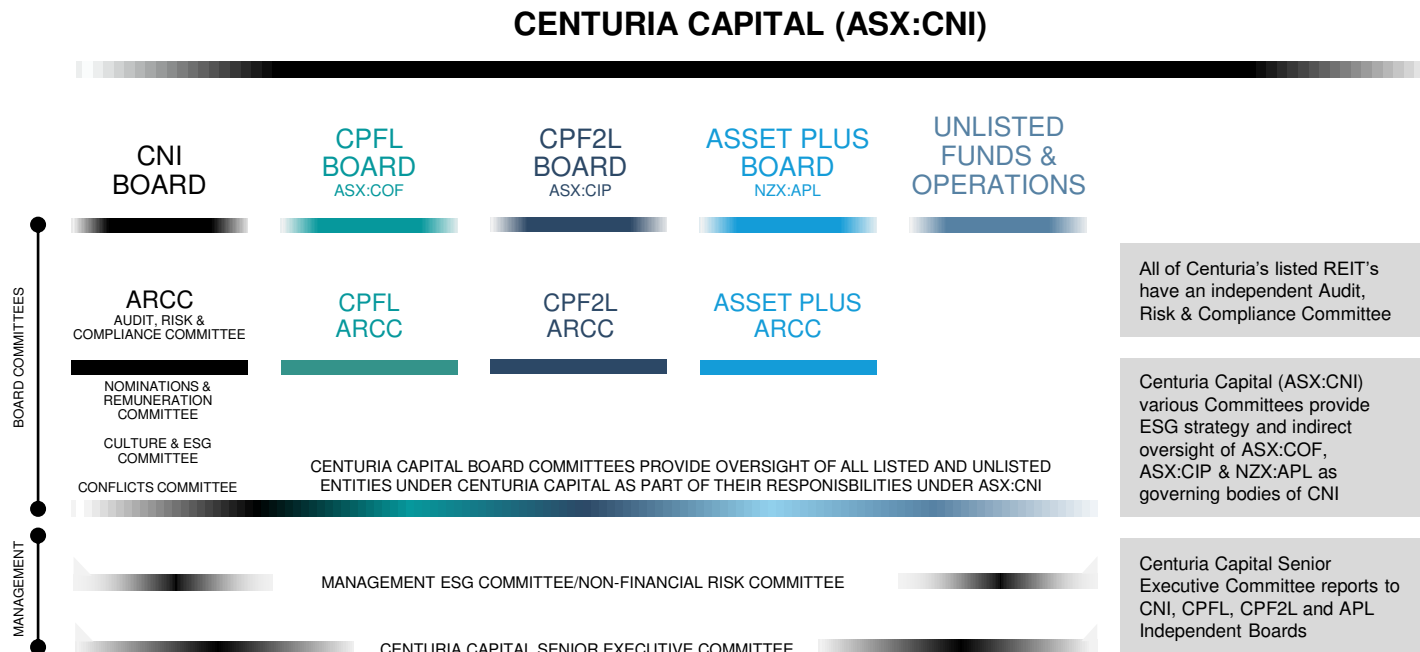 CENTURIA CAPITAL (ASX:CNI)
CNI
BOARD
CPFL
BOARD
ASX:COF
CPF2L
BOARD
ASX:CIP
ASSET PLUS
BOARD
NZX:APL
UNLISTED
FUNDS &
OPERATIONS
BOARD COMMITTEES
ARCC
AUDIT, RISK &
COMPLIANCE COMMITTEE
CPFL
ARCC
CPF2L
ARCC
ASSET PLUS
ARCC
NOMINATIONS &
REMUNERATION
COMMITTEE
CULTURE & ESG
COMMITTEE
CONFLICTS COMMITTEE
CENTURIA CAPITAL BOARD COMMITTEES PROVIDE OVERSIGHT OF ALL LISTED AND UNLISTED
ENTITIES UNDER CENTURIA CAPITAL AS PART OF THEIR RESPONISBILITIES UNDER ASX:CNI
All of Centuria's listed REIT's
have an independent Audit,
Risk & Compliance Committee
Centuria Capital (ASX:CNI)
various Committees provide
ESG strategy and indirect
oversight of ASX:COF,
ASX:CIP & NZX:APL as
governing bodies of CNI
MANAGEMENT
MANAGEMENT ESG COMMITTEE/NON-FINANCIAL RISK COMMITTEE
CENTURIA CAPITAL SENIOR EXECUTIVE COMMITTEE
Centuria Capital Senior
Executive Committee reports to
CNI, CPFL, CPF2L and APL
Independent Boards